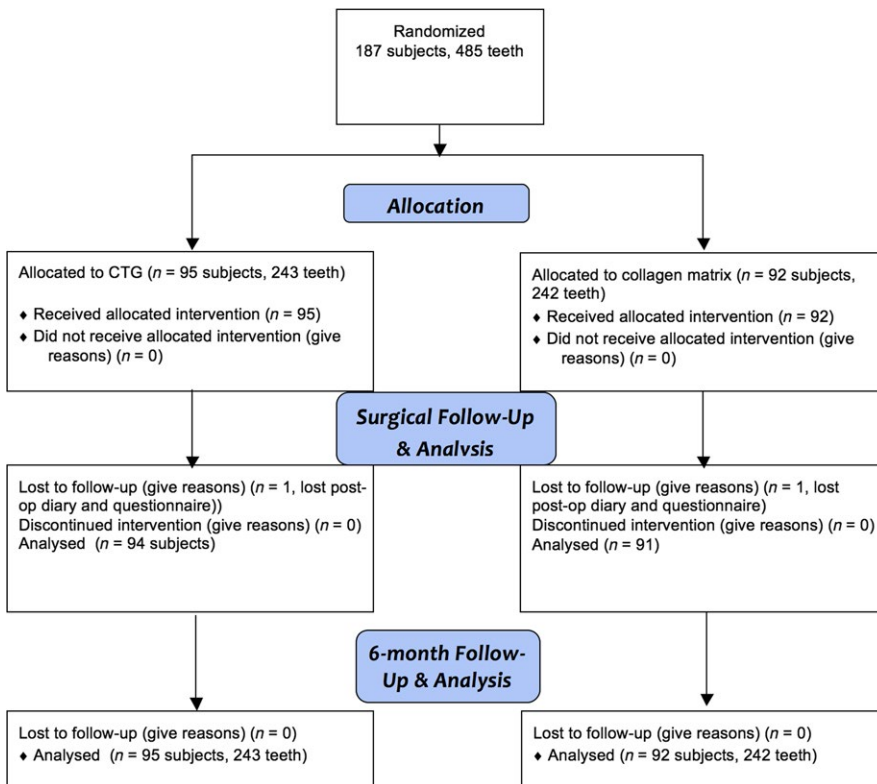 Randomized
187 subjects, 485 teeth
Allocation
Allocated to CTG (n = 95 subjects, 243 teeth)
♦ Received allocated intervention (n = 95)
♦ Did not receive allocated intervention (give
reasons) (n = 0)
Allocated to collagen matrix (n = 92 subjects,
242 teeth)
♦ Received allocated intervention (n = 92)
♦ Did not receive allocated intervention (give
reasons) (n = 0)
Surgical Follow-Up
& Analysis
Lost to follow-up (give reasons) (n = 1, lost post-
op diary and questionnaire))
Discontinued intervention (give reasons) (n = 0)
Analysed (n = 94 subjects)
Lost to follow-up (give reasons) (n = 1, lost
post-op diary and questionnaire)
Discontinued intervention (give reasons) (n = 0)
Analysed (n = 91)
6-month Follow-
Up & Analysis
Lost to follow-up (give reasons) (n = 0)
♦ Analysed (n = 95 subjects, 243 teeth)
Lost to follow-up (give reasons) (n = 0)
♦ Analysed (n = 92 subjects, 242 teeth)